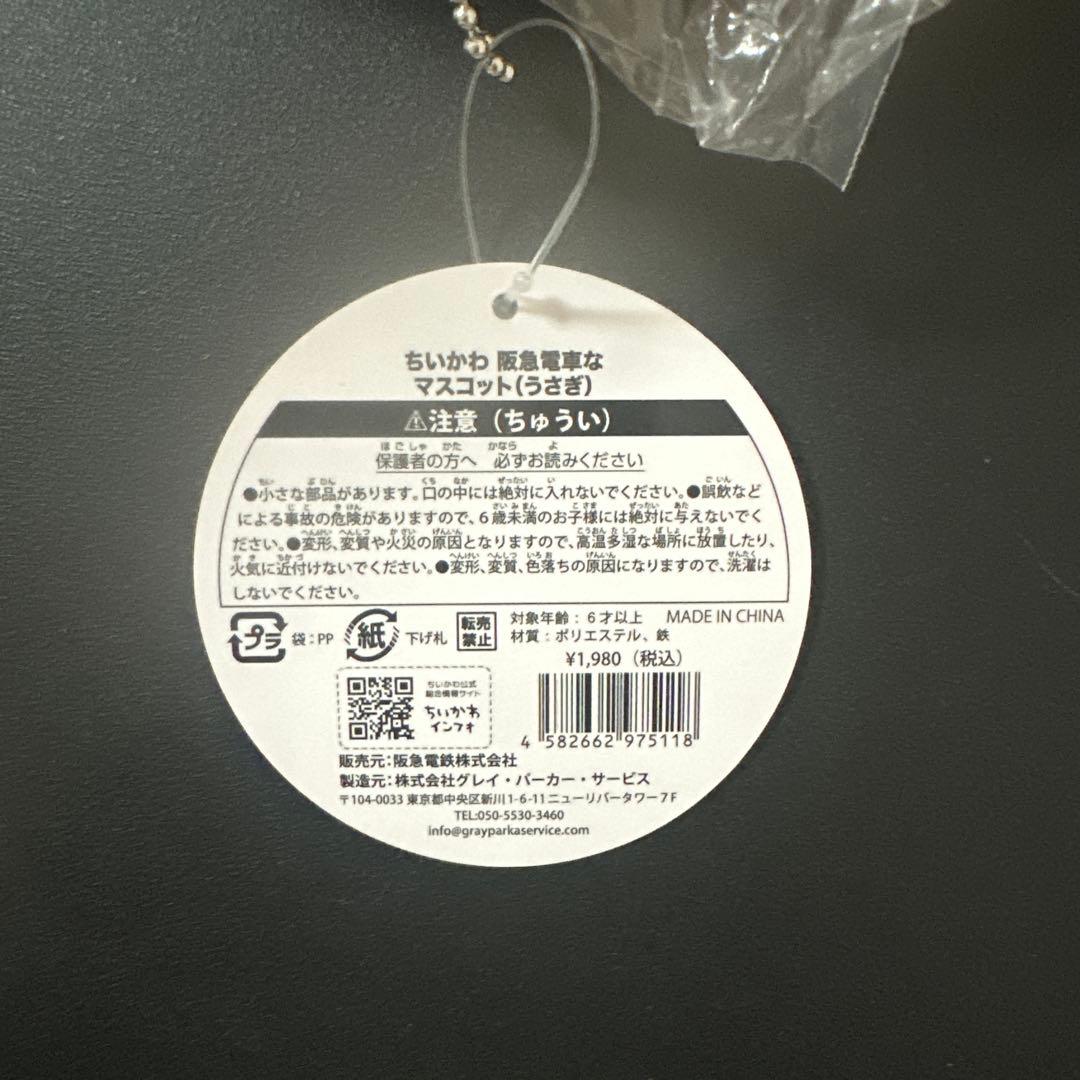 ちいかわ 阪急電車な
マスコット(うさぎ)
⚠注意（ちゅうい）
保護者の方へ 必ずお読みください
●小さな部品があります。口の中には絶対に入れないでください。●誤飲など
による事故の危険がありますので、6歳未満のお子様には絶対に与えないでく
ださい。●変形、変質や火災の原因となりますので、高温多湿な場所に放置したり、
火気に近付けないでください。●変形、変質、色落ちの原因になりますので、洗濯は
しないでください。
プラ 袋：PP 紙 下げ札 転売禁止 対象年齢：6才以上 MADE IN CHINA
材質：ポリエステル、鉄
¥1,980（税込）
ちいかわ公式
総合情報サイト
ちいかわ
インフォ
4 582662 975118
販売元：阪急電鉄株式会社
製造元：株式会社グレイ・パーカー・サービス
〒104-0033 東京都中央区新川1-6-11ニューリバータワー7F
TEL:050-5530-3460
info@grayparkaservice.com